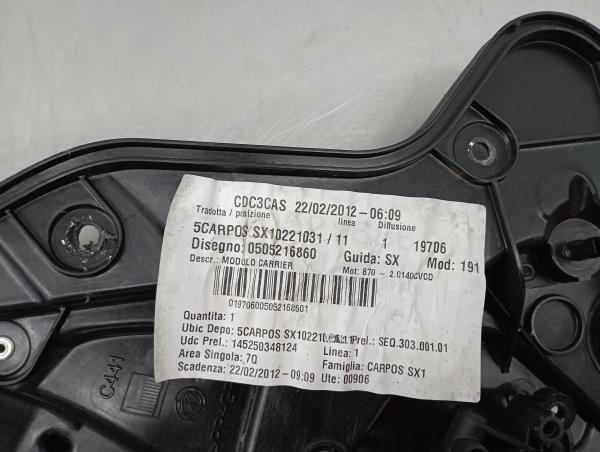 CDC3CAS 22/02/2012-06:09
Tradotta / posizione linea Diffusione
5CARPOS SX10221031 / 11 1 19706
Disegno: 0505216860 Guida: SX Mod: 191
Descr.: MODULO CARRIER Mot: 870 - 2.0140CVCD
0197060005052168601
Quantita: 1
Ubic Depo: 5CARPOS SX10221 Prel.: SEQ.303.001.01
Udc Prel.: 145250348124 Linea: 1
Area Singola: 7Q Famiglia: CARPOS SX1
Scadenza: 22/02/2012-09:09 Ute: 00906
C441